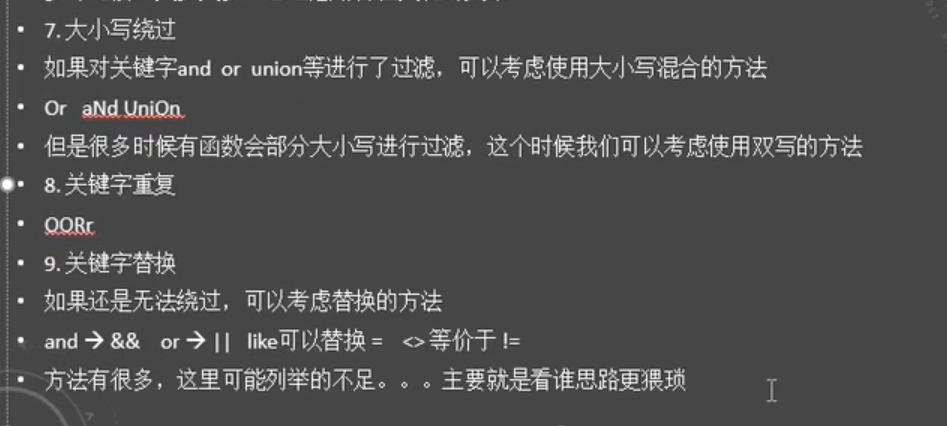 7.大小写绕过
如果对关键字and or union等进行了过滤，可以考虑使用大小写混合的方法
Or aNd UniOn
但是很多时候有函数会部分大小写进行过滤，这个时候我们可以考虑使用双写的方法
8.关键字重复
OORr
9.关键字替换
如果还是无法绕过，可以考虑替换的方法
and → && or → || like可以替换 = <> 等价于 !=
方法有很多，这里可能列举的不足。。。主要就是看谁思路更猥琐